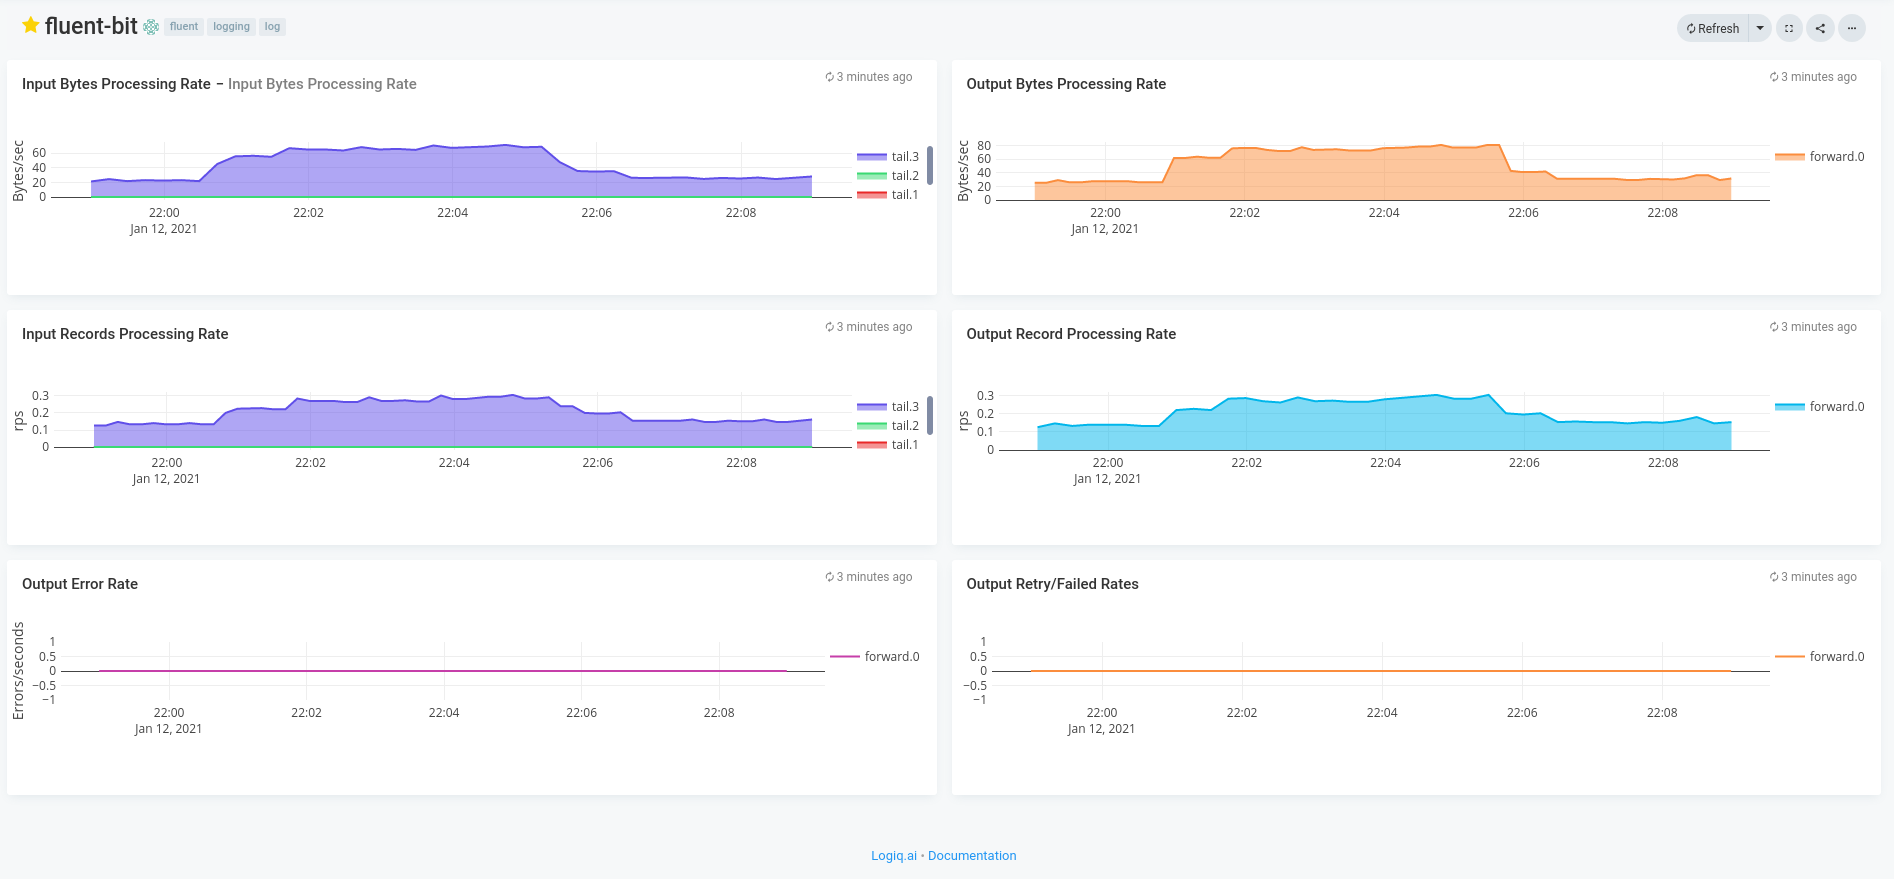 fluent-bit fluent logging log
Refresh
Input Bytes Processing Rate – Input Bytes Processing Rate
3 minutes ago
Bytes/sec
60
40
20
0
22:00 22:02 22:04 22:06 22:08
Jan 12, 2021
tail.3
tail.2
tail.1
Output Bytes Processing Rate
3 minutes ago
Bytes/sec
80
60
40
20
0
22:00 22:02 22:04 22:06 22:08
Jan 12, 2021
forward.0
Input Records Processing Rate
3 minutes ago
rps
0.3
0.2
0.1
0
22:00 22:02 22:04 22:06 22:08
Jan 12, 2021
tail.3
tail.2
tail.1
Output Record Processing Rate
3 minutes ago
rps
0.3
0.2
0.1
0
22:00 22:02 22:04 22:06 22:08
Jan 12, 2021
forward.0
Output Error Rate
3 minutes ago
Errors/seconds
1
0.5
0
−0.5
−1
22:00 22:02 22:04 22:06 22:08
Jan 12, 2021
forward.0
Output Retry/Failed Rates
3 minutes ago
1
0.5
0
−0.5
−1
22:00 22:02 22:04 22:06 22:08
Jan 12, 2021
forward.0
Logiq.ai • Documentation